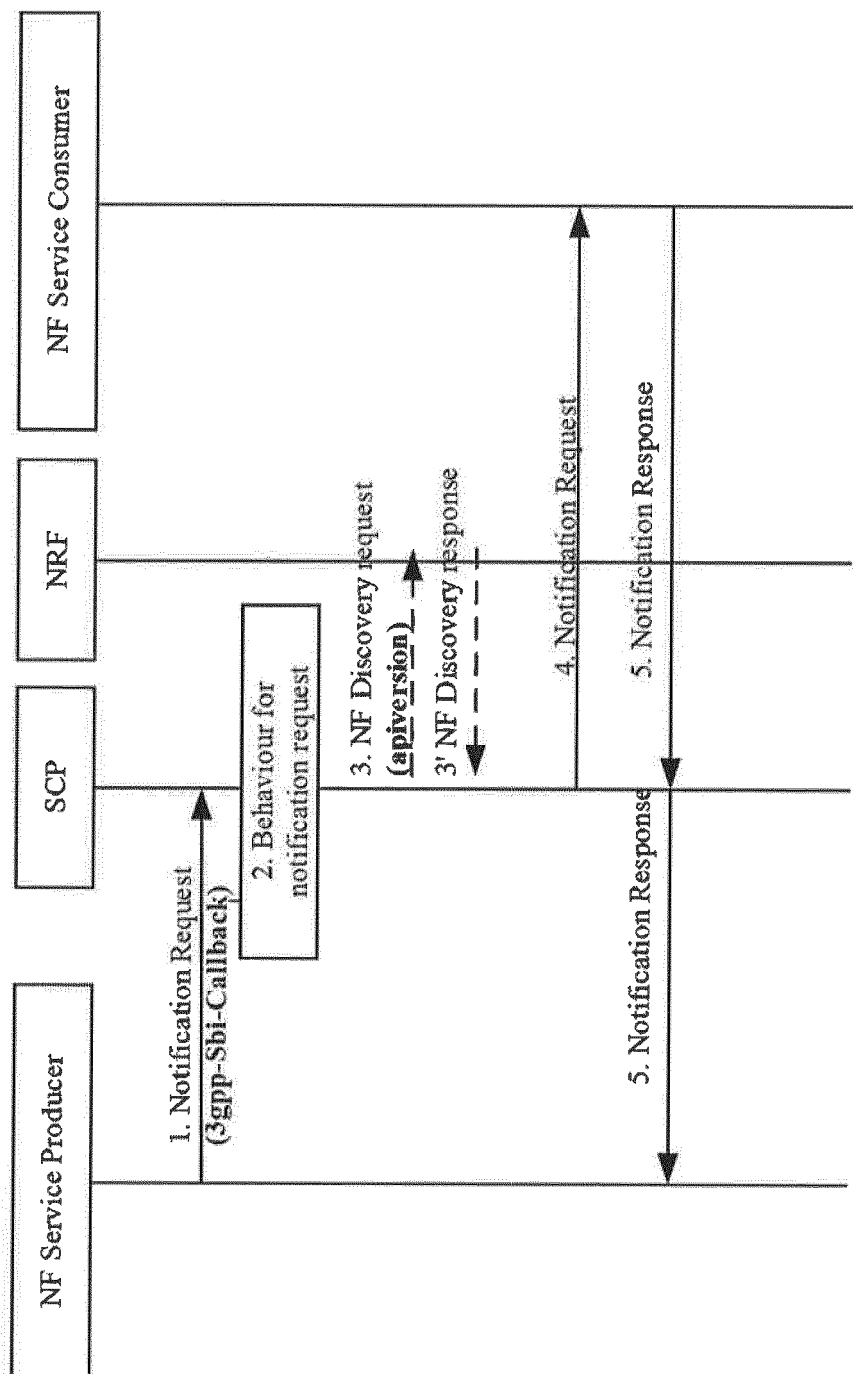 NF Service Producer
SCP
NRF
NF Service Consumer
1. Notification Request
(3gpp-Sbi-Callback)
2. Behaviour for
notification request
3. NF Discovery request
(apiversion)
3' NF Discovery response
4. Notification Request
5. Notification Response
5. Notification Response